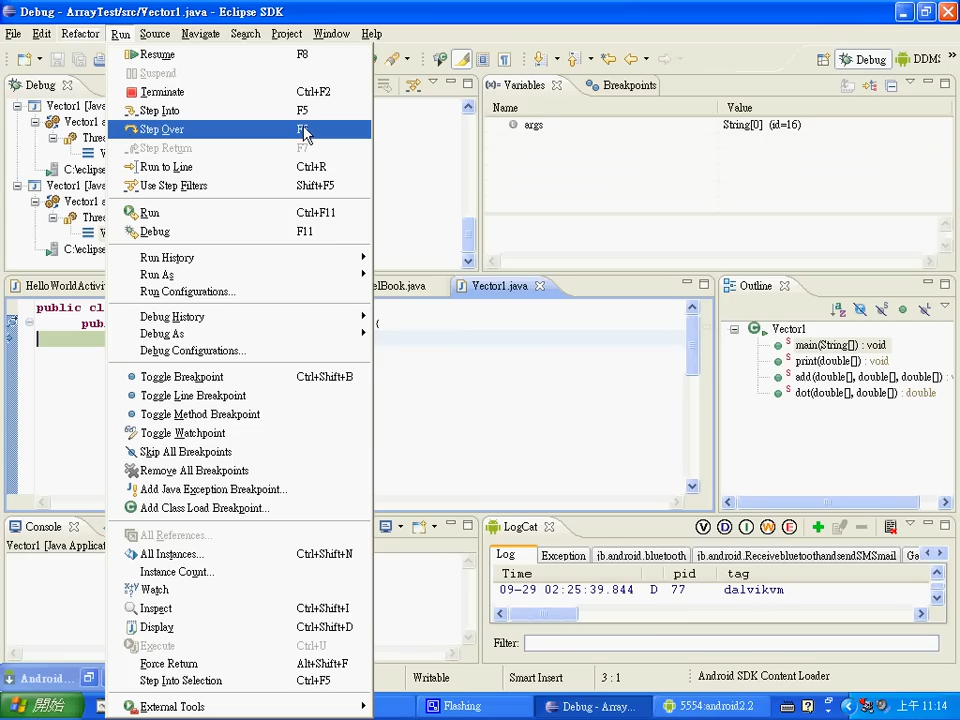 Debug - ArrayTest/src/Vector1.java - Eclipse SDK
File Edit Refactor Run Source Navigate Search Project Window Help
Debug DDMS
Debug
Vector1 [Java
Vector1 a
Thre
C:\eclipse
Vector1 [Java
Vector1 a
Thre
C:\eclipse
Resume F8
Suspend
Terminate Ctrl+F2
Step Into F5
Step Over
Step Return F7
Run to Line Ctrl+R
Use Step Filters Shift+F5
Run Ctrl+F11
Debug F11
Run History
Run As
Run Configurations...
Debug History
Debug As
Debug Configurations...
Toggle Breakpoint Ctrl+Shift+B
Toggle Line Breakpoint
Toggle Method Breakpoint
Toggle Watchpoint
Skip All Breakpoints
Remove All Breakpoints
Add Java Exception Breakpoint...
Add Class Load Breakpoint...
All References...
All Instances... Ctrl+Shift+N
Instance Count...
Watch
Inspect Ctrl+Shift+I
Display Ctrl+Shift+D
Execute Ctrl+U
Force Return Alt+Shift+F
Step Into Selection Ctrl+F5
External Tools
Variables Breakpoints
Name Value
args String[0] (id=16)
HelloWorldActivi elBook.java Vector1.java
public cl
pub {
Outline
Vector1
main(String[]) : void
print(double[]) : void
add(double[], double[], double[]) :
dot(double[], double[]) : double
Console
Vector1 [Java Applica
LogCat
V D I W E
Log Exception jb.android.bluetooth jb.android.ReceivebluetoothandsendSMSmail Ga
Time pid tag
09-29 02:25:39.844 D 77 dalvikvm
Filter:
Android... Writable Smart Insert 3 : 1 Android SDK Content Loader
開始 Flashing Debug - Array... 5554:android2.2 上午 11:14